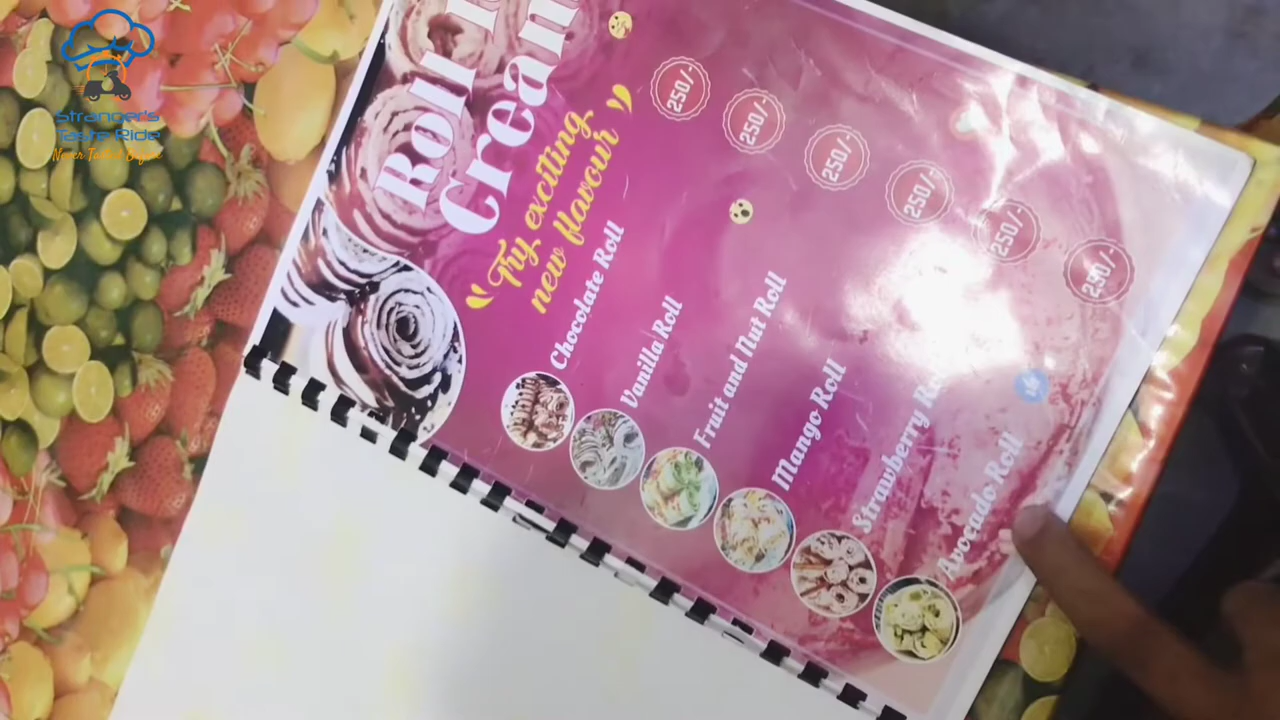 Stranger's
Taste Ride
Roll
Cream
"Try exciting
new flavour"
Chocolate Roll 250/-
Vanilla Roll 250/-
Fruit and Nut Roll 250/-
Mango Roll 250/-
Strawberry 250/-
Avocado Roll 250/-